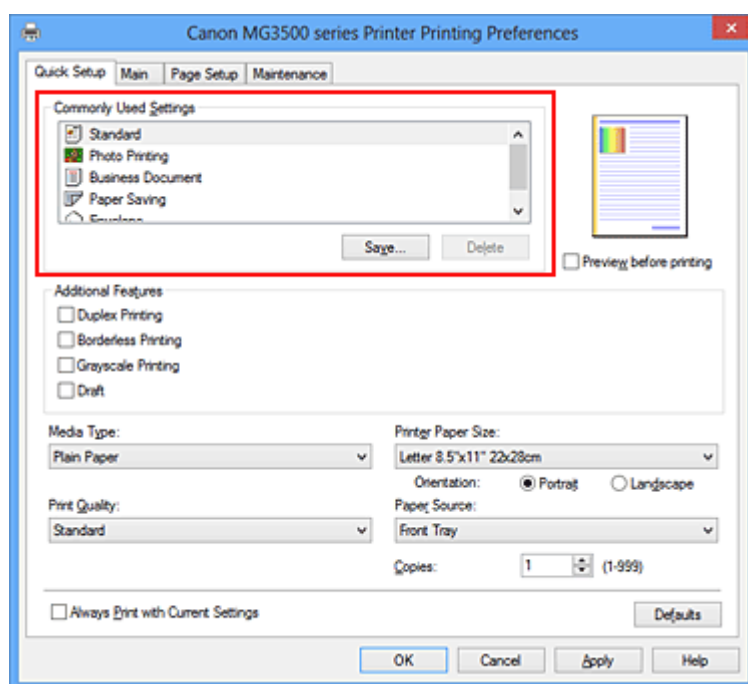 Canon MG3500 series Printer Printing Preferences
Quick Setup Main Page Setup Maintenance
Commonly Used Settings
Standard
Photo Printing
Business Document
Paper Saving
Envelope
Save... Delete
Preview before printing
Additional Features
Duplex Printing
Borderless Printing
Grayscale Printing
Draft
Media Type:
Plain Paper
Printer Paper Size:
Letter 8.5"x11" 22x28cm
Orientation: Portrait Landscape
Print Quality:
Standard
Paper Source:
Front Tray
Copies: 1 (1-999)
Always Print with Current Settings
Defaults
OK Cancel Apply Help